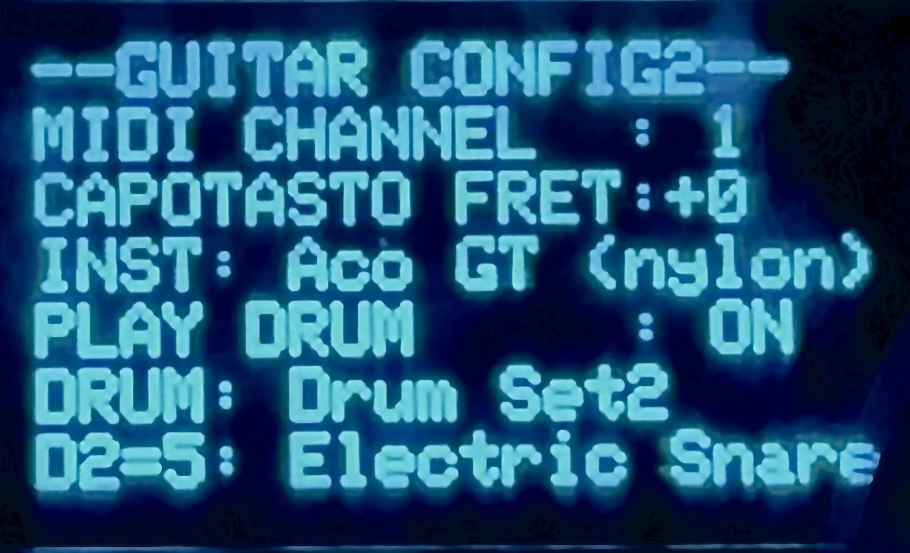 --GUITAR CONFIG2--
MIDI CHANNEL : 1
CAPOTASTO FRET:+0
INST: Aco GT (nylon)
PLAY DRUM : ON
DRUM: Drum Set2
D2=5: Electric Snare